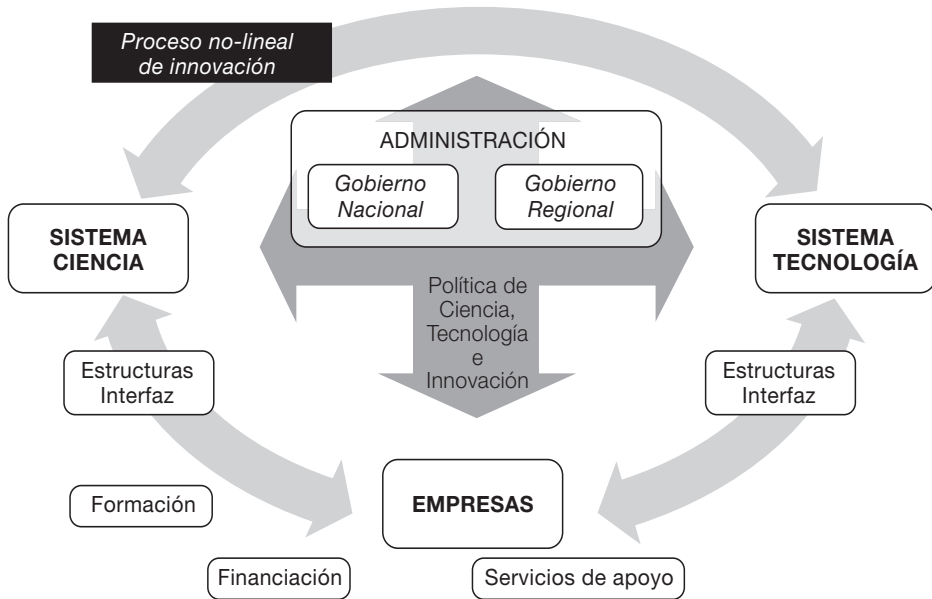 Proceso no-lineal
de innovación
ADMINISTRACIÓN
Gobierno
Nacional
Gobierno
Regional
SISTEMA
CIENCIA
SISTEMA
TECNOLOGÍA
Política de
Ciencia,
Tecnología
e
Innovación
Estructuras
Interfaz
Estructuras
Interfaz
Formación
EMPRESAS
Financiación
Servicios de apoyo